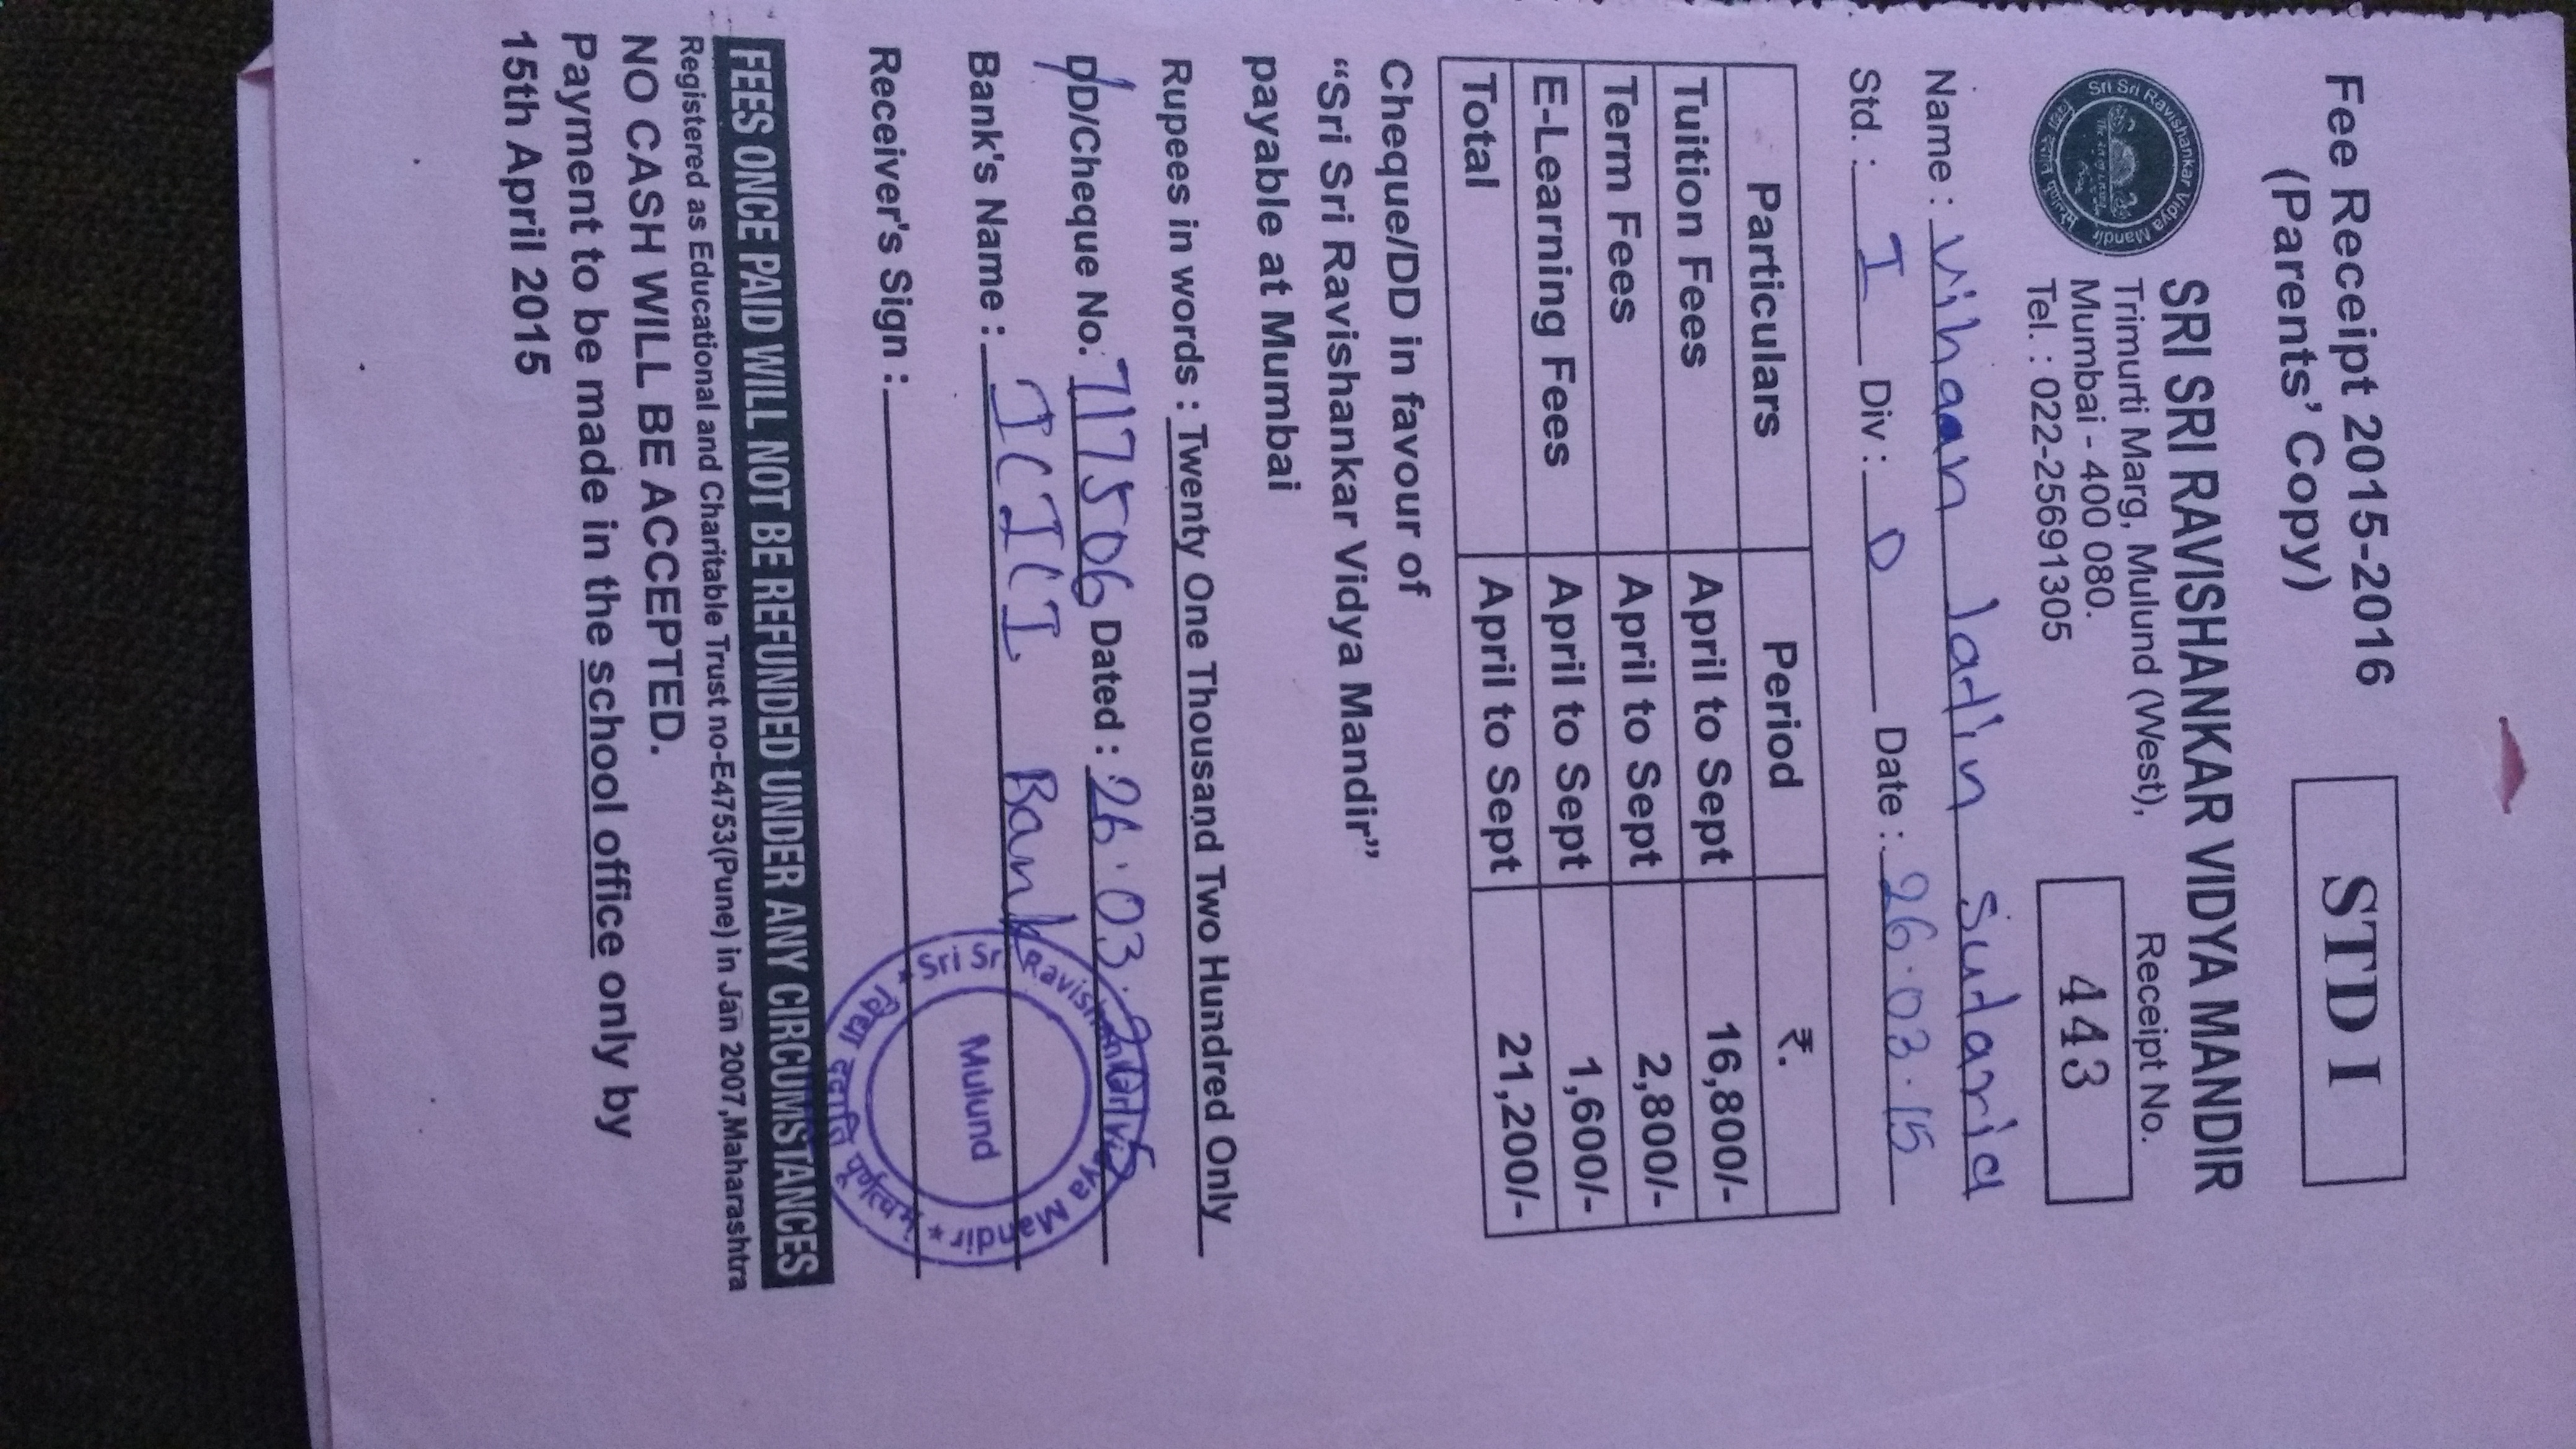 Fee Receipt 2015-2016
(Parents' Copy)
STD I
SRI SRI RAVISHANKAR VIDYA MANDIR
Trimurti Marg, Mulund (West),
Mumbai - 400 080.
Tel. : 022-25691305
Receipt No.
443
Sri Sri Ravishankar Vidya Mandir
Name : Vihaan Jatin Sudaria
Std. : I Div : D Date : 26.03.15
Particulars Period ₹.
Tuition Fees April to Sept 16,800/-
Term Fees April to Sept 2,800/-
E-Learning Fees April to Sept 1,600/-
Total April to Sept 21,200/-
Cheque/DD in favour of
“Sri Sri Ravishankar Vidya Mandir”
payable at Mumbai
Rupees in words : Twenty One Thousand Two Hundred Only
DD/Cheque No. 717506 Dated : 26.03.2015
Bank's Name : ICICI Bank
Receiver's Sign :
Mulund
विद्या ददाति पूर्णत्वम्
FEES ONCE PAID WILL NOT BE REFUNDED UNDER ANY CIRCUMSTANCES
Registered as Educational and Charitable Trust no-E4753(Pune) in Jan 2007,Maharashtra
NO CASH WILL BE ACCEPTED.
Payment to be made in the school office only by
15th April 2015